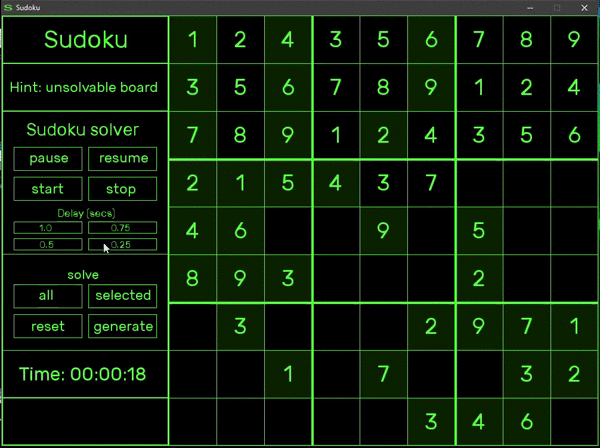 Sudoku
Sudoku
Hint: unsolvable board
Sudoku solver
pause resume
start stop
Delay (secs)
1.0 0.75
0.5 0.25
solve
all selected
reset generate
Time: 00:00:18
1 2 4 3 5 6 7 8 9
3 5 6 7 8 9 1 2 4
7 8 9 1 2 4 3 5 6
2 1 5 4 3 7
4 6 9 5
8 9 3 2
3 2 9 7 1
1 7 3 2
3 4 6